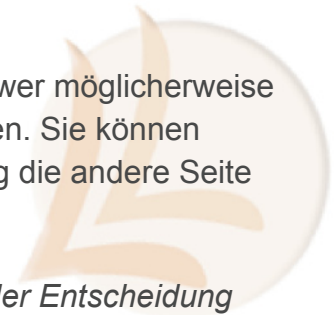 wer möglicherweise
en. Sie können
g die andere Seite
der Entscheidung